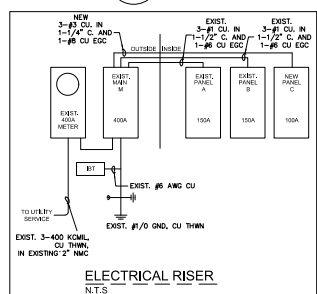 NEW
3-#3 CU. IN
1-1/4" C. AND
1-#8 CU EGC
EXIST.
3-#1 CU. IN
1-1/2" C. AND
1-#6 CU EGC
EXIST.
3-#1 CU. IN
1-1/2" C. AND
1-#6 CU EGC
OUTSIDE INSIDE
EXIST.
400A
METER
EXIST.
MAIN
M
400A
EXIST.
PANEL
A
150A
EXIST.
PANEL
B
150A
NEW
PANEL
C
100A
IBT
EXIST. #6 AWG CU
TO UTILITY
SERVICE
EXIST. #1/0 GND, CU THWN
EXIST. 3-400 KCMIL,
CU THWN,
IN EXISTING 2" NMC
ELECTRICAL RISER
N.T.S